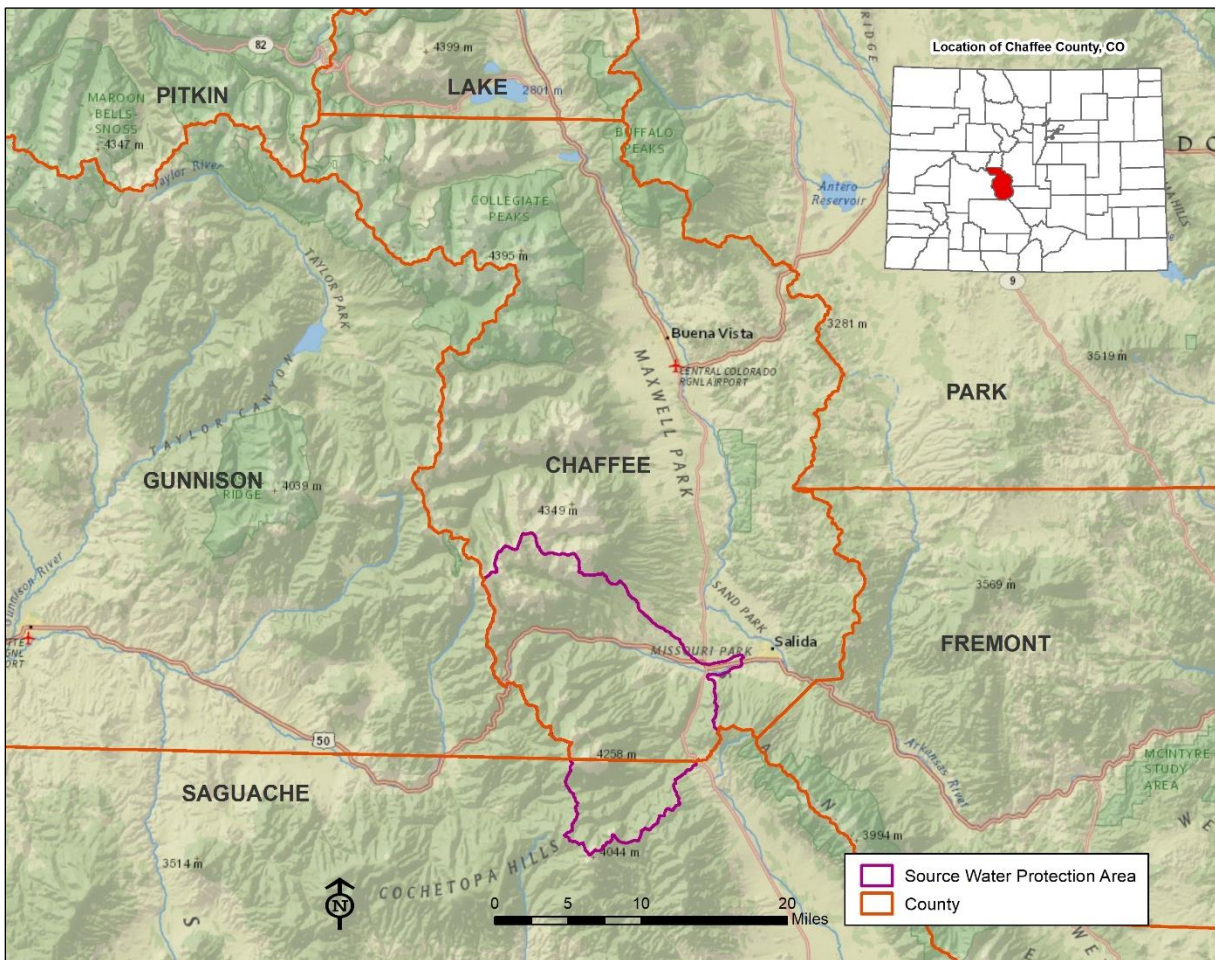 82
4399 m
RIDGE
Location of Chaffee County, CO
LAKE
2801 m
PITKIN
MAROON
-BELLS-
SNOSS
4347 m
BUFFALO
PEAKS
D O
Taylor River
Antero
Reservoir
COLLEGIATE
PEAKS
4395 m
TAYLOR PARK
9
3281 m
Buena Vista
CENTRAL COLORADO
RGNL AIRPORT
3519 m
MAXWELL PARK
PARK
TAYLOR CANYON
CHAFFEE
GUNNISON
RIDGE
4039 m
4349 m
3569 m
SAND PARK
Gunnison River
Salida
MISSOURI PARK
FREMONT
50
4258 m
Arkansas River
MCINTYRE
STUDY
AREA
SAGUACHE
A
N
3994 m
3514 m
4044 m
COCHETOPA HILLS
S
W E
Source Water Protection Area
County
N
0 10 20
Miles
W E
E